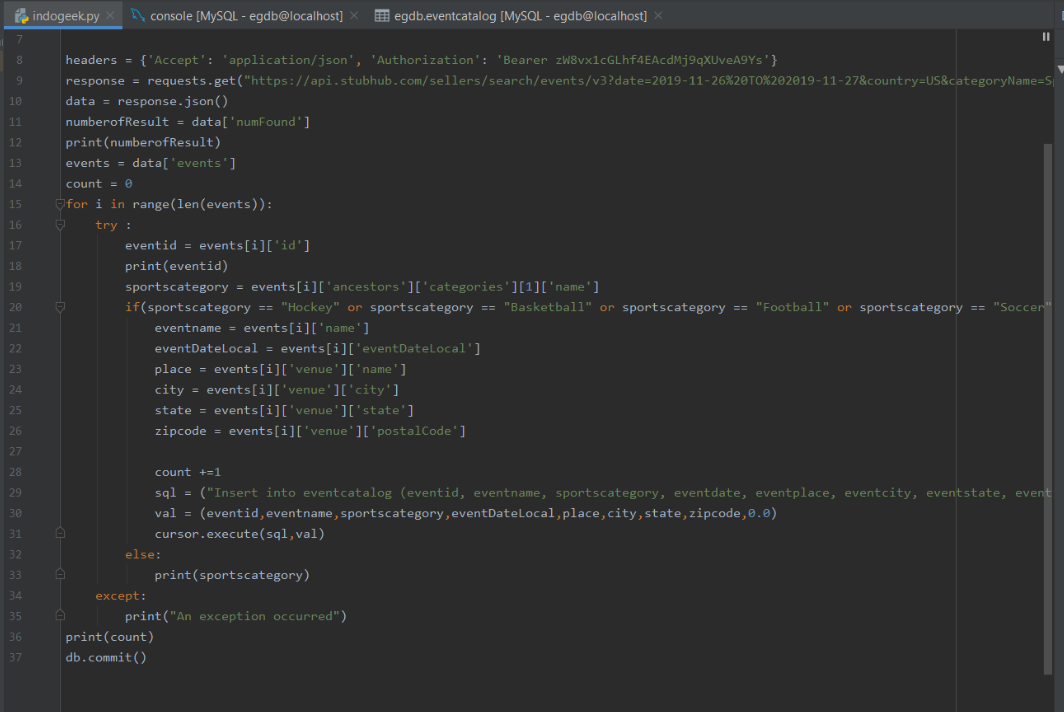 indogeek.py console [MySQL - egdb@localhost] egdb.eventcatalog [MySQL - egdb@localhost]
7
8 headers = {'Accept': 'application/json', 'Authorization': 'Bearer zW8vx1cGLhf4EAcdMj9qXUveA9Ys'}
9 response = requests.get("https://api.stubhub.com/sellers/search/events/v3?date=2019-11-26%20TO%202019-11-27&country=US&categoryName=Sp
10 data = response.json()
11 numberofResult = data['numFound']
12 print(numberofResult)
13 events = data['events']
14 count = 0
15 for i in range(len(events)):
16 try :
17 eventid = events[i]['id']
18 print(eventid)
19 sportscategory = events[i]['ancestors']['categories'][1]['name']
20 if(sportscategory == "Hockey" or sportscategory == "Basketball" or sportscategory == "Football" or sportscategory == "Soccer"
21 eventname = events[i]['name']
22 eventDateLocal = events[i]['eventDateLocal']
23 place = events[i]['venue']['name']
24 city = events[i]['venue']['city']
25 state = events[i]['venue']['state']
26 zipcode = events[i]['venue']['postalCode']
27
28 count +=1
29 sql = ("Insert into eventcatalog (eventid, eventname, sportscategory, eventdate, eventplace, eventcity, eventstate, event
30 val = (eventid,eventname,sportscategory,eventDateLocal,place,city,state,zipcode,0.0)
31 cursor.execute(sql,val)
32 else:
33 print(sportscategory)
34 except:
35 print("An exception occurred")
36 print(count)
37 db.commit()